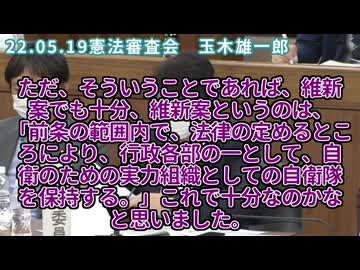 22.05.19憲法審査会　玉木雄一郎
ただ、そういうことであれば、維新
案でも十分、維新案というのは、
「前条の範囲内で、法律の定めるとこ
ろにより、行政各部の一として、自
衛のための実力組織としての自衛隊
を保持する。」これで十分なのかな
と思いました。
委員